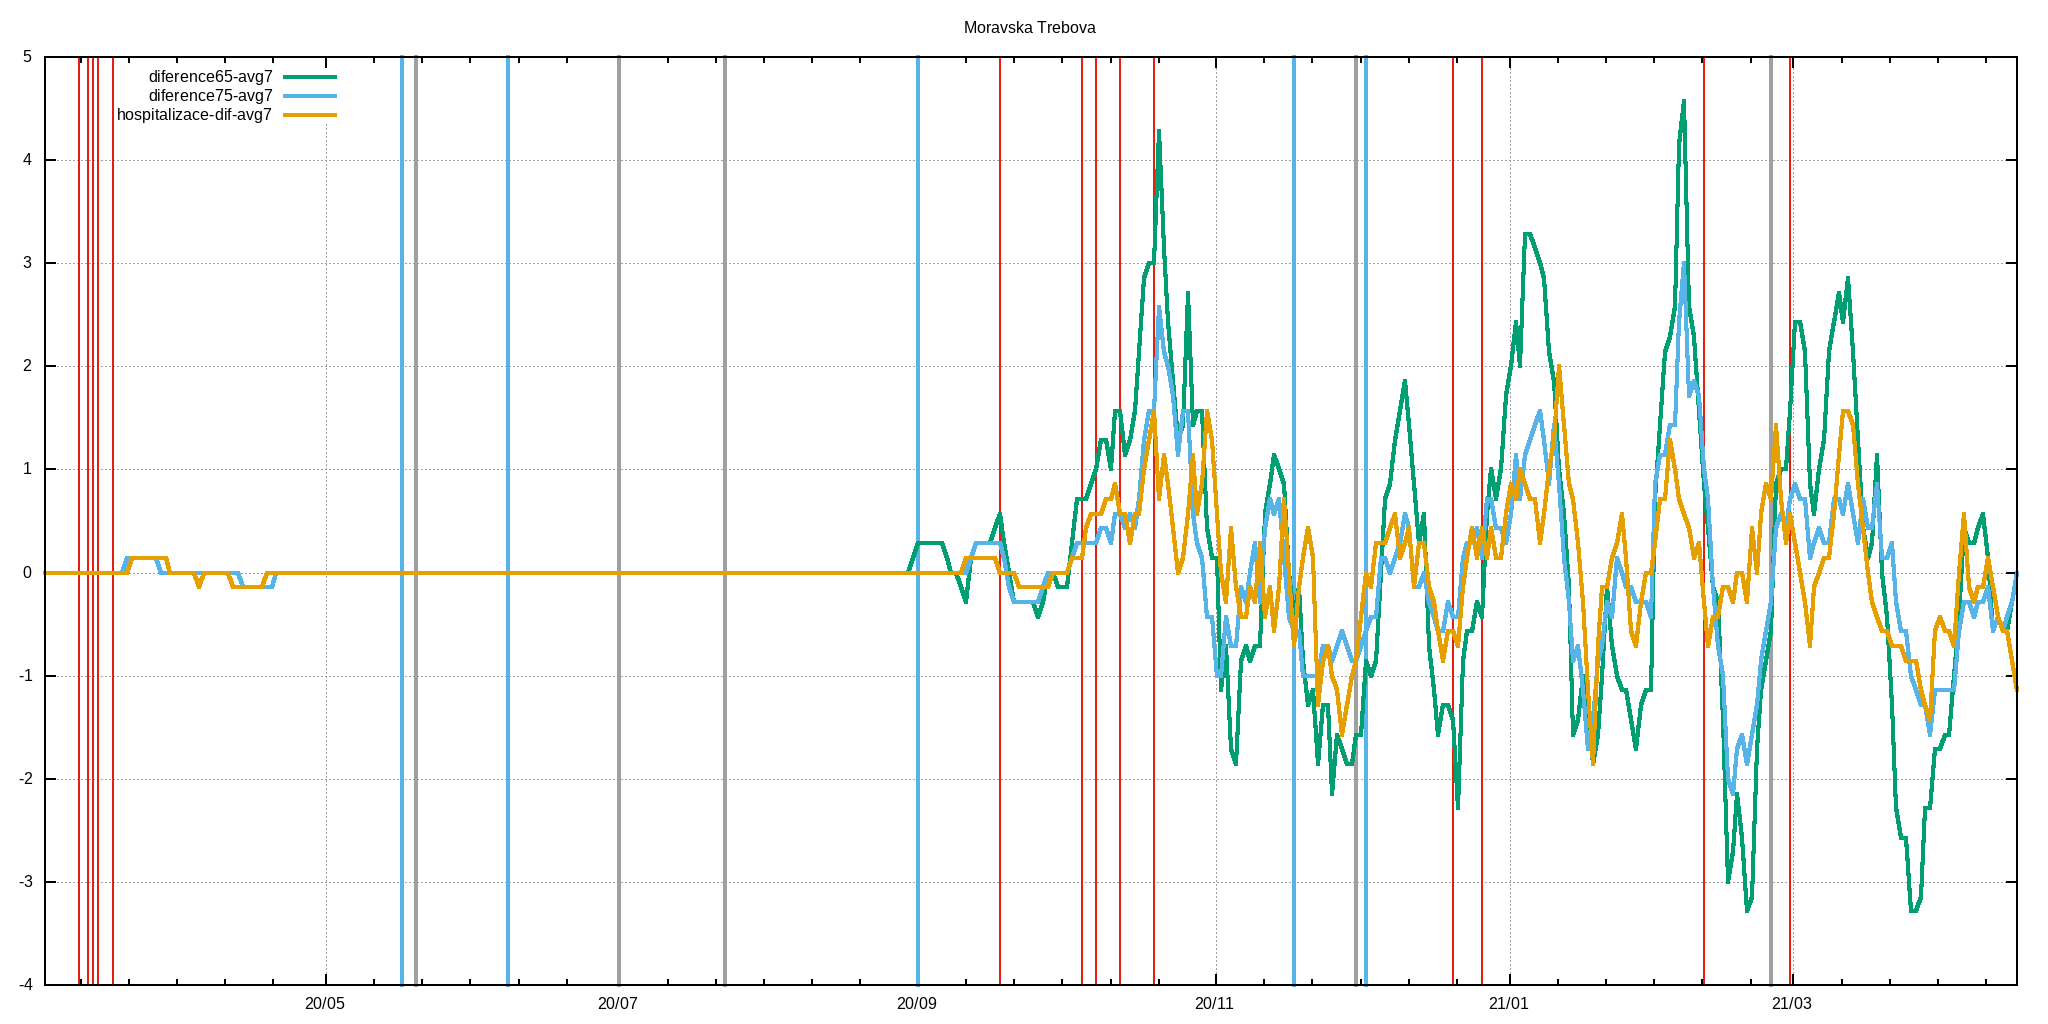 Moravska Trebova
diference65-avg7
diference75-avg7
hospitalizace-dif-avg7
5
4
3
2
1
0
-1
-2
-3
-4
20/05 20/07 20/09 20/11 21/01 21/03